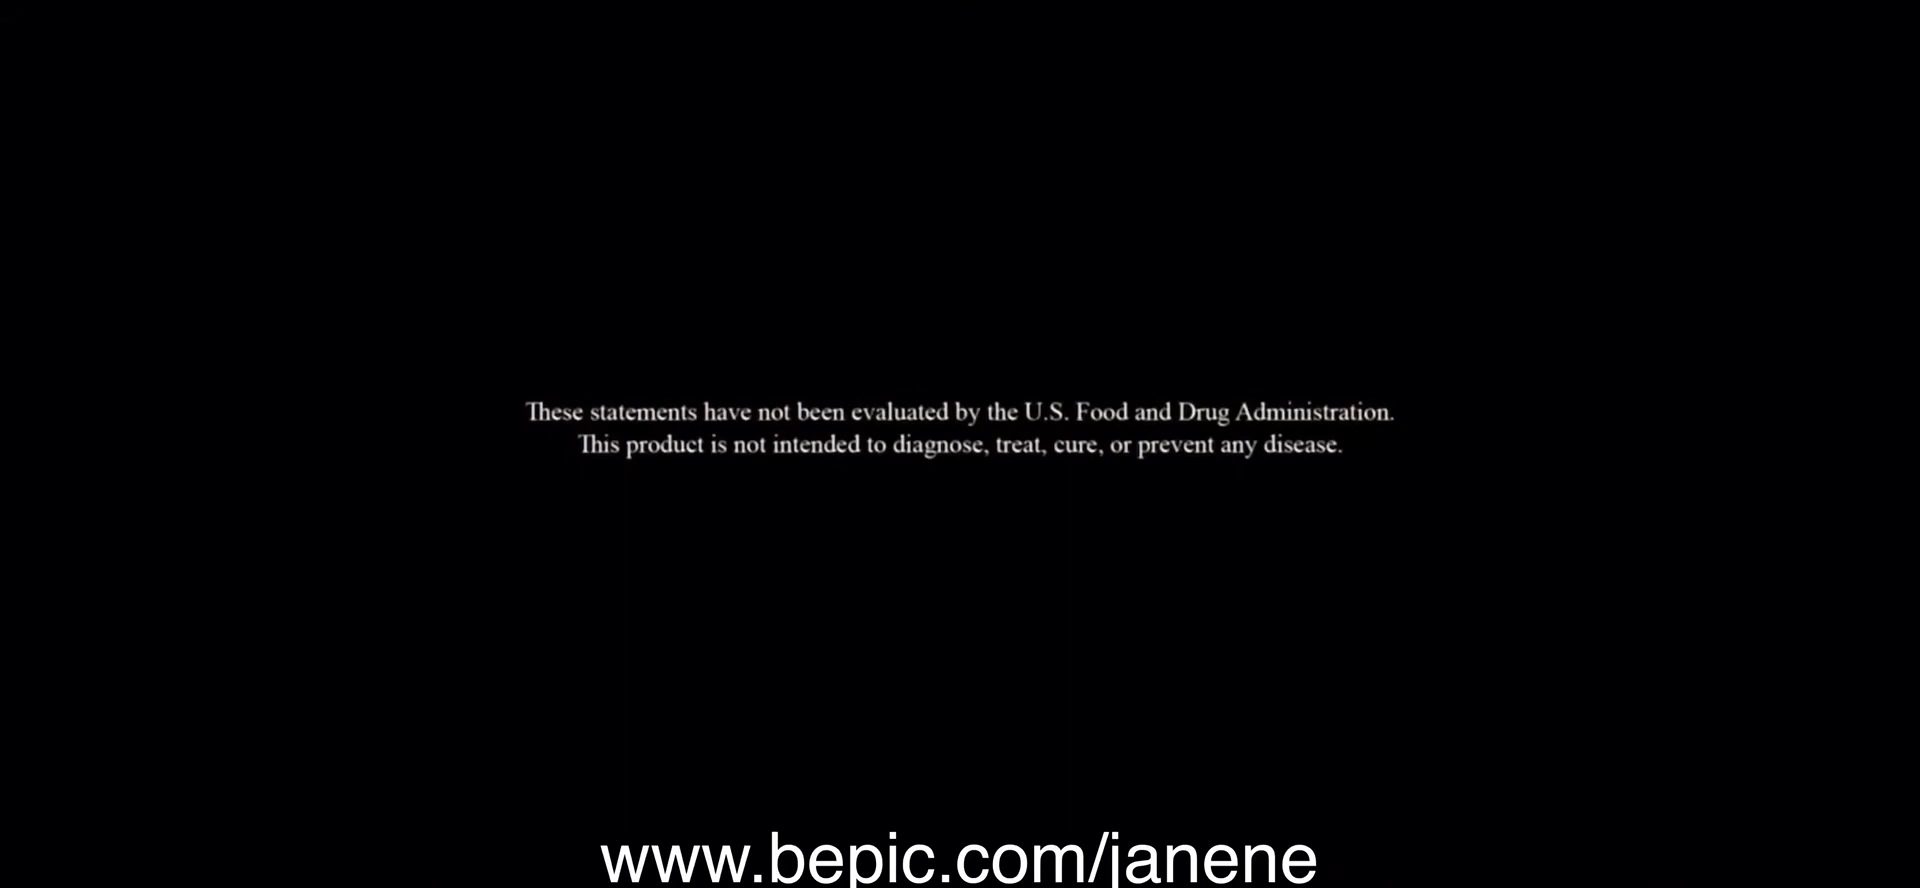 These statements have not been evaluated by the U.S. Food and Drug Administration.
This product is not intended to diagnose, treat, cure, or prevent any disease.
www.bepic.com/janene